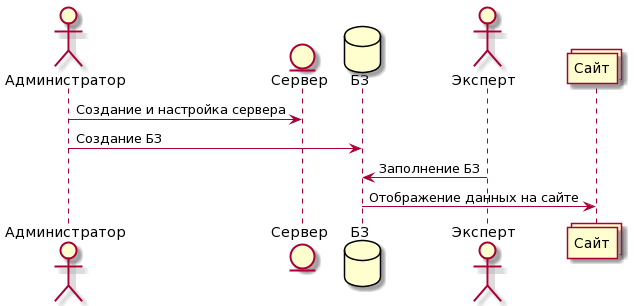 Администратор
Сервер
БЗ
Эксперт
Сайт
Создание и настройка сервера
Создание БЗ
Заполнение БЗ
Отображение данных на сайте
Администратор
Сервер
БЗ
Эксперт
Сайт